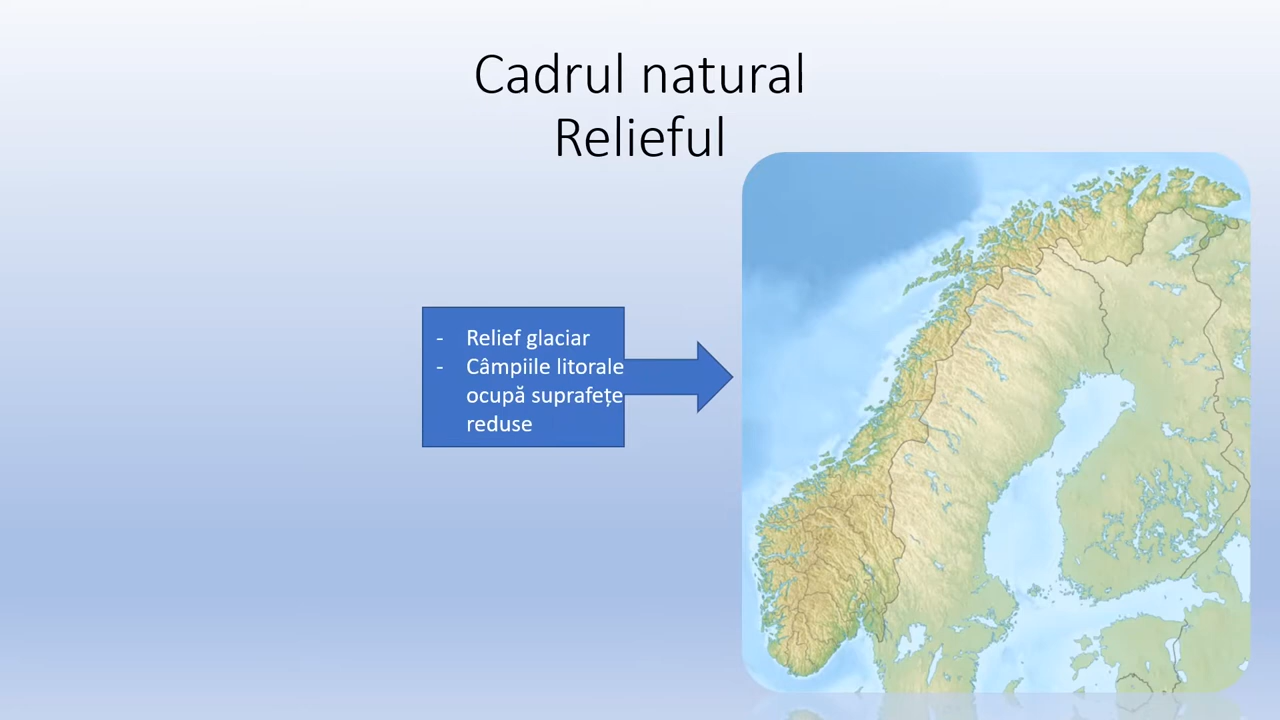 Cadrul natural
Relieful
- Relief glaciar
- Câmpiile litorale
ocupă suprafețe
reduse